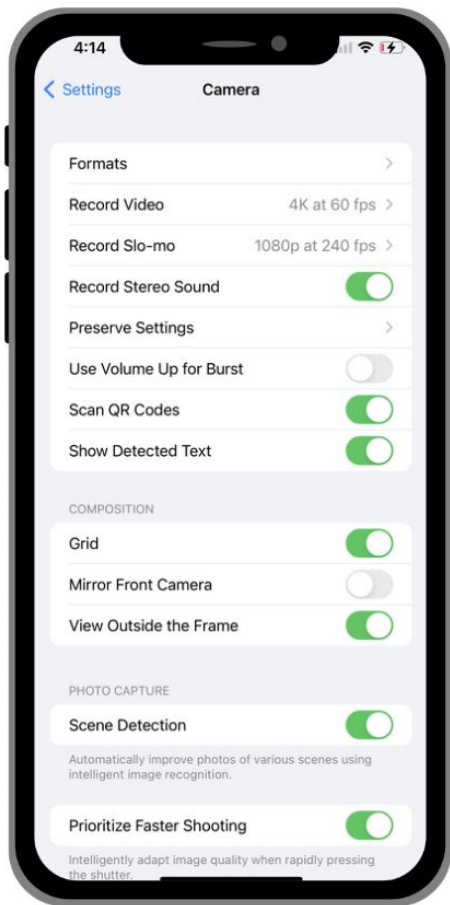 4:14
Settings
Camera
Formats
Record Video 4K at 60 fps
Record Slo-mo 1080p at 240 fps
Record Stereo Sound
Preserve Settings
Use Volume Up for Burst
Scan QR Codes
Show Detected Text
COMPOSITION
Grid
Mirror Front Camera
View Outside the Frame
PHOTO CAPTURE
Scene Detection
Automatically improve photos of various scenes using
intelligent image recognition.
Prioritize Faster Shooting
Intelligently adapt image quality when rapidly pressing
the shutter.